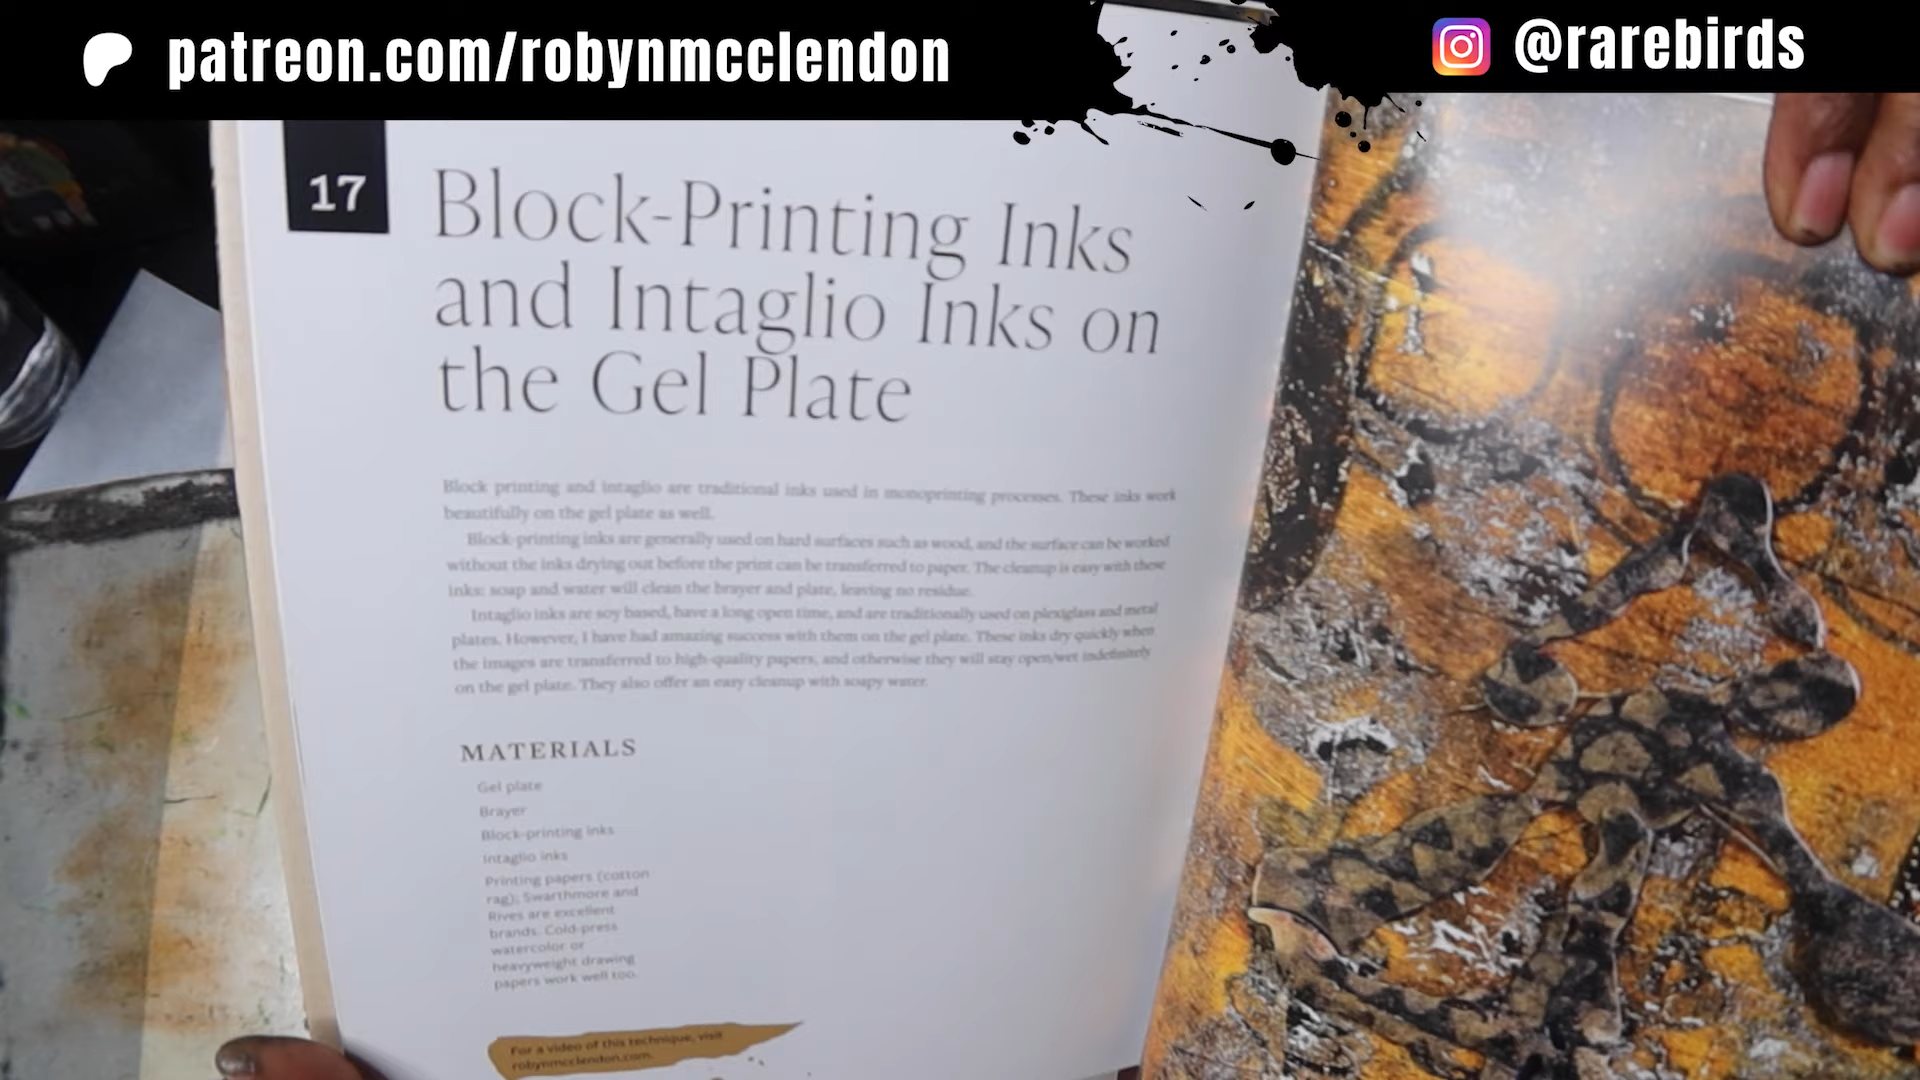 patreon.com/robynmcclendon
@rarebirds
17
Block-Printing Inks
and Intaglio Inks on
the Gel Plate
Block printing and intaglio are traditional inks used in monoprinting processes. These inks work
beautifully on the gel plate as well.
Block-printing inks are generally used on hard surfaces such as wood, and the surface can be worked
without the inks drying out before the print can be transferred to paper. The cleanup is easy with these
inks: soap and water will clean the brayer and plate, leaving no residue.
Intaglio inks are soy based, have a long open time, and are traditionally used on plexiglass and metal
plates. However, I have had amazing success with them on the gel plate. These inks dry quickly when
the images are transferred to high-quality papers, and otherwise they will stay open/wet indefinitely
on the gel plate. They also offer an easy cleanup with soapy water.
MATERIALS
Gel plate
Brayer
Block-printing inks
Intaglio inks
Printing papers (cotton
rag); Swarthmore and
Rives are excellent
brands. Cold-press
watercolor or
heavyweight drawing
papers work well too.
For a video of this technique, visit
robynmcclendon.com.